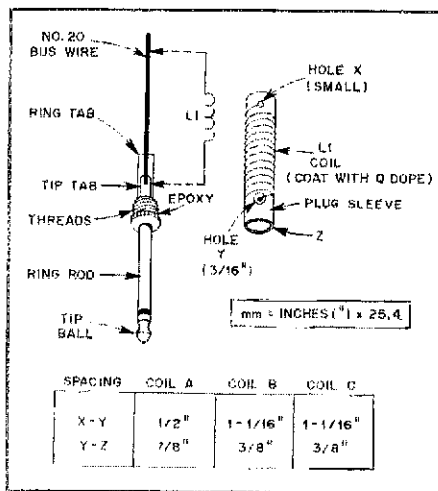 NO. 20
BUS WIRE
RING TAB
L1
TIP TAB
THREADS
EPOXY
RING ROD
TIP
BALL
HOLE X
(SMALL)
L1
COIL
(COAT WITH Q DOPE)
PLUG SLEEVE
HOLE
Y
(3/16")
Z
mm = INCHES (") x 25.4
SPACING COIL A COIL B COIL C
X-Y 1/2" 1-1/16" 1-1/16"
Y-Z 7/8" 3/8" 3/8"